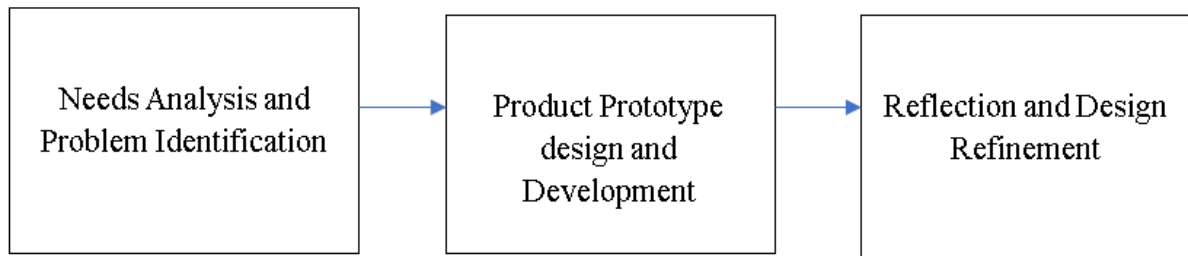 Needs Analysis and
Problem Identification
Product Prototype
design and
Development
Reflection and Design
Refinement